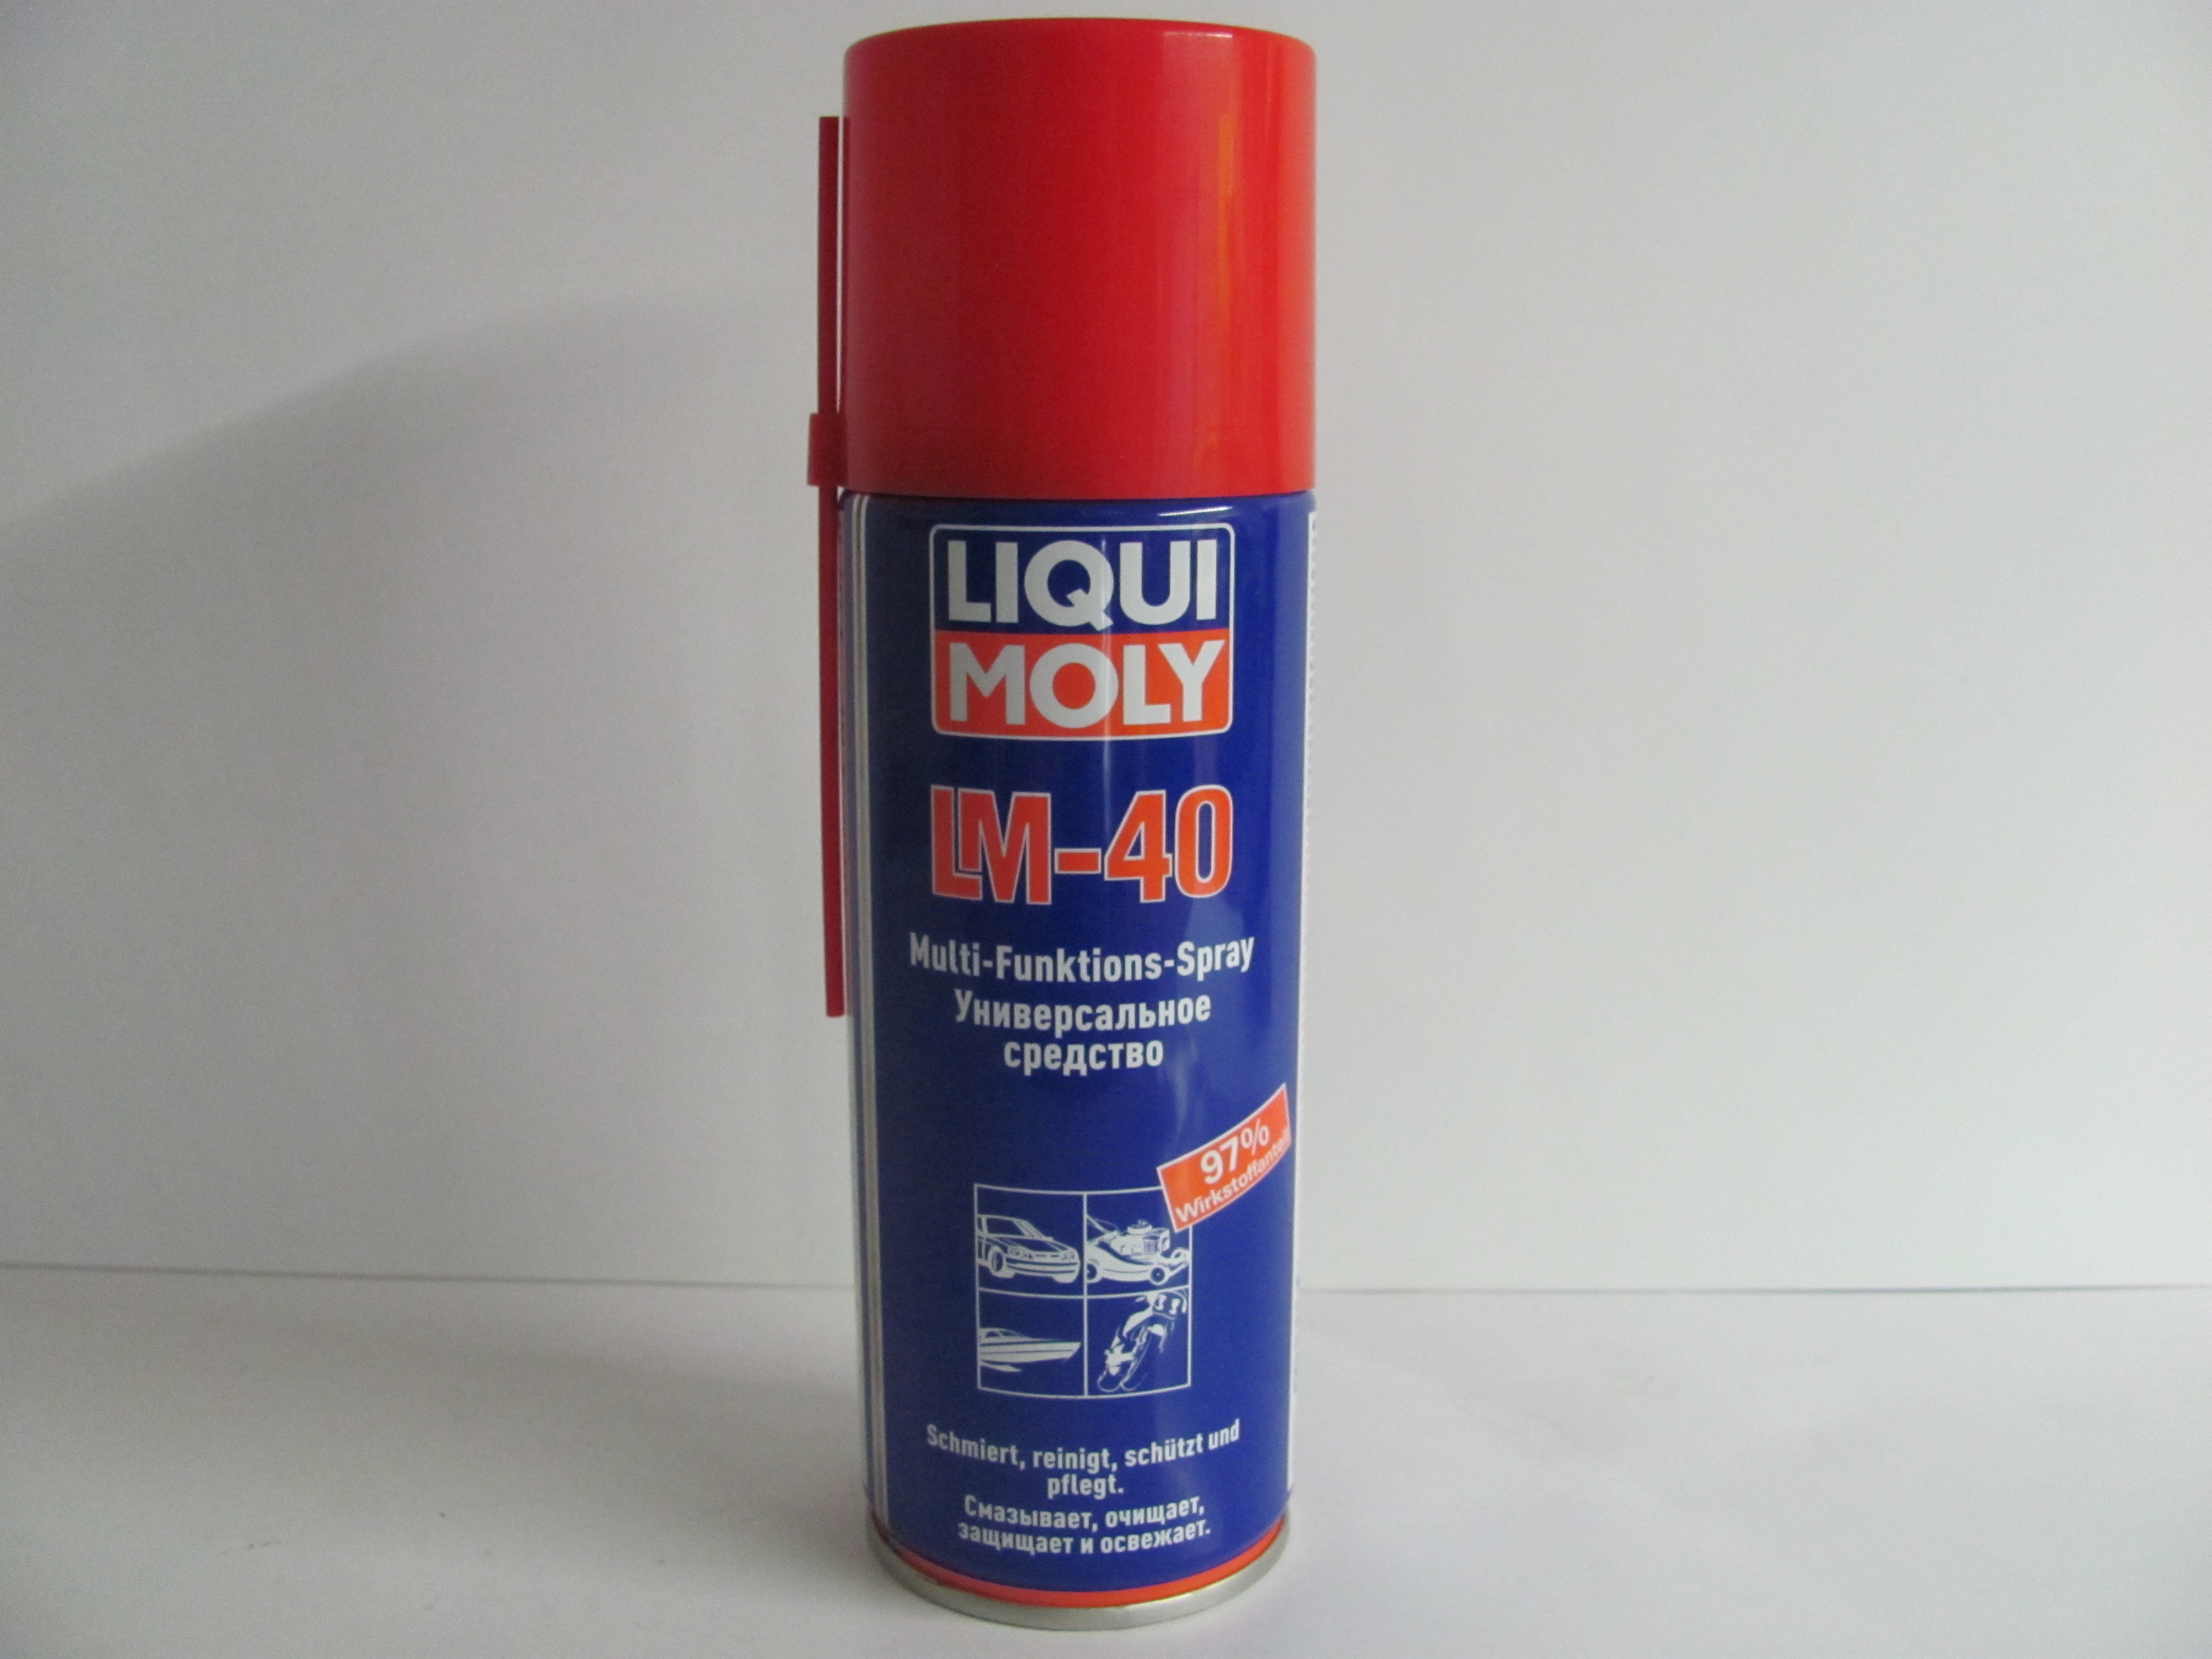 LIQUI
MOLY
LM-40
Multi-Funktions-Spray
Универсальное
средство
97%
Wirkstoffanteil
Schmiert, reinigt, schützt und
pflegt.
Смазывает, очищает,
защищает и освежает.